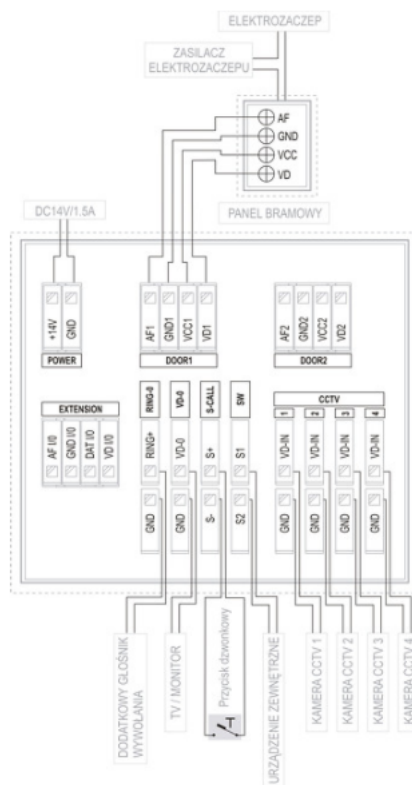 ELEKTROZACZEP
ZASILACZ
ELEKTROZACZEPU
AF
GND
VCC
VD
PANEL BRAMOWY
DC14V/1.5A
+14V
GND
POWER
AF1
GND1
VCC1
VD1
DOOR1
AF2
GND2
VCC2
VD2
DOOR2
EXTENSION
AF I/0
GND I/0
DAT I/0
VD I/0
RING-0
VD-0
S-CALL
SW
RING+
VD-0
S+
S1
GND
GND
S-
S2
CCTV
VD-IN
VD-IN
VD-IN
VD-IN
GND
GND
GND
GND
DODATKOWY GŁOŚNIK
WYWOŁANIA
TV / MONITOR
Przycisk dzwonkowy
URZĄDZENIE ZEWNĘTRZNE
KAMERA CCTV 1
KAMERA CCTV 2
KAMERA CCTV 3
KAMERA CCTV 4